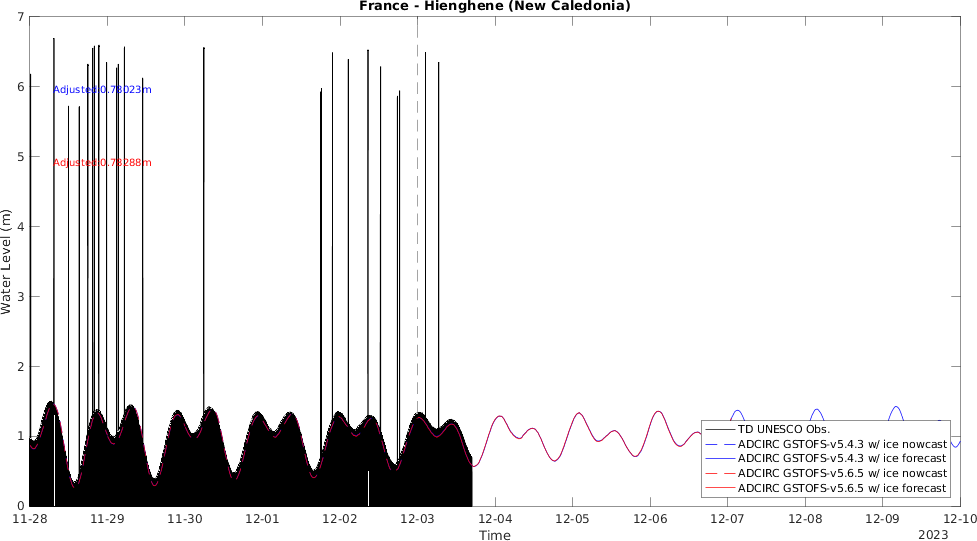 France - Hienghene (New Caledonia)
7
6
5
4
3
2
1
0
Water Level (m)
Adjusted 0.73023m
Adjusted 0.73288m
TD UNESCO Obs.
ADCIRC GSTOFS-v5.4.3 w/ ice nowcast
ADCIRC GSTOFS-v5.4.3 w/ ice forecast
ADCIRC GSTOFS-v5.6.5 w/ ice nowcast
ADCIRC GSTOFS-v5.6.5 w/ ice forecast
11-28 11-29 11-30 12-01 12-02 12-03 12-04 12-05 12-06 12-07 12-08 12-09 12-10
Time
2023